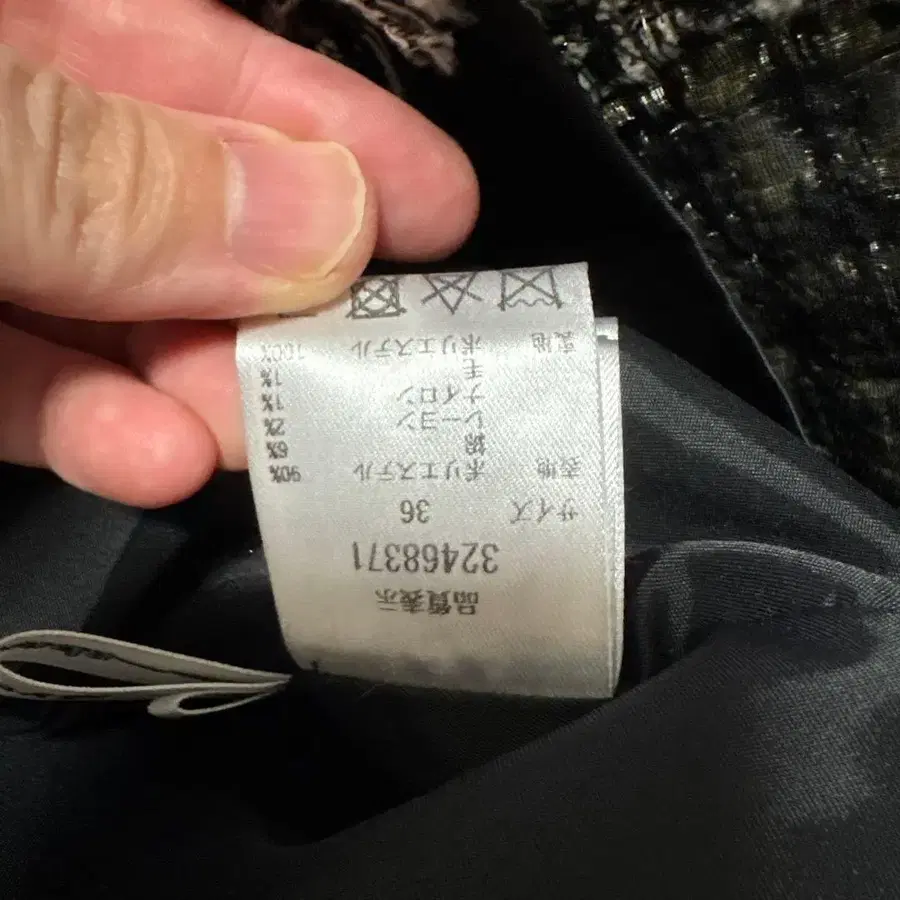 品質表示
32468371
サイズ 36
表地 ポリエステル 90%
綿 6%
レーヨン 2%
ナイロン 1%
毛 1%
裏地 ポリエステル 100%